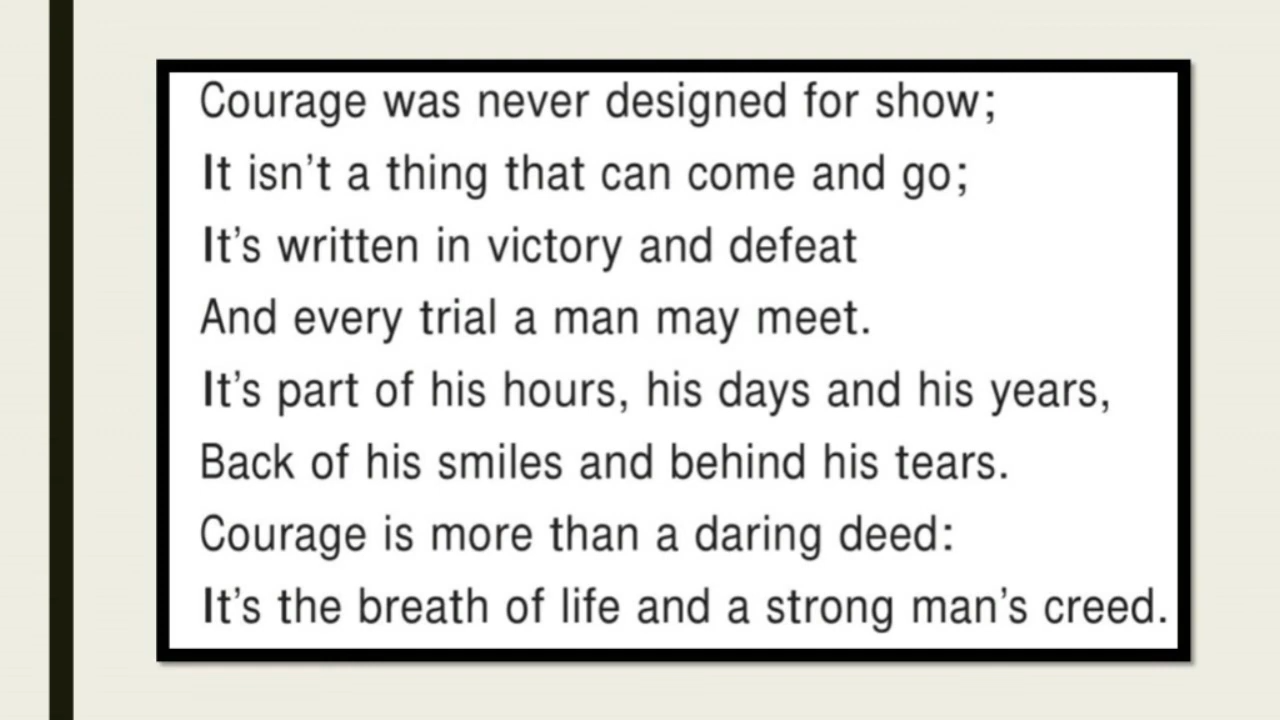 Courage was never designed for show;
It isn't a thing that can come and go;
It's written in victory and defeat
And every trial a man may meet.
It's part of his hours, his days and his years,
Back of his smiles and behind his tears.
Courage is more than a daring deed:
It's the breath of life and a strong man's creed.